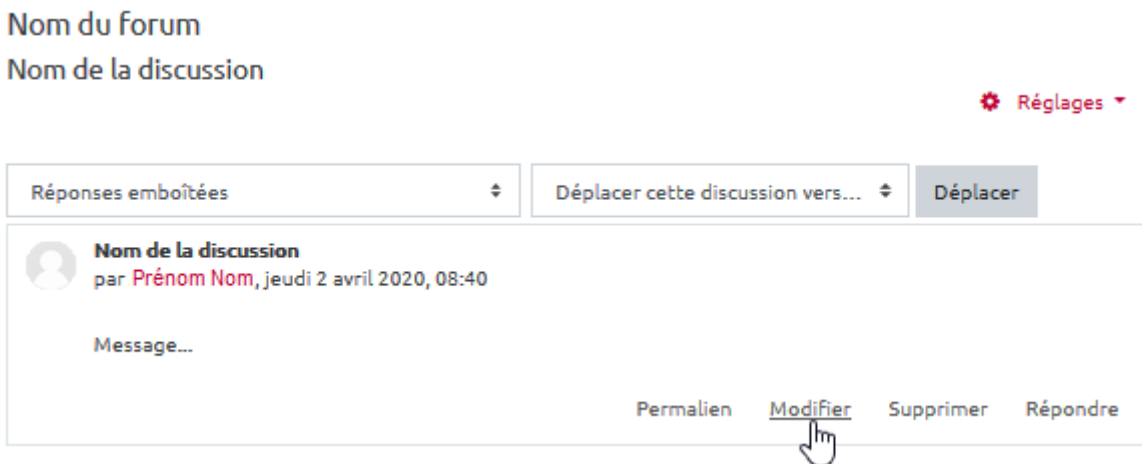 Nom du forum
Nom de la discussion
Réglages
Réponses emboîtées
Déplacer cette discussion vers...
Déplacer
Nom de la discussion
par Prénom Nom, jeudi 2 avril 2020, 08:40
Message...
Permalien Modifier Supprimer Répondre